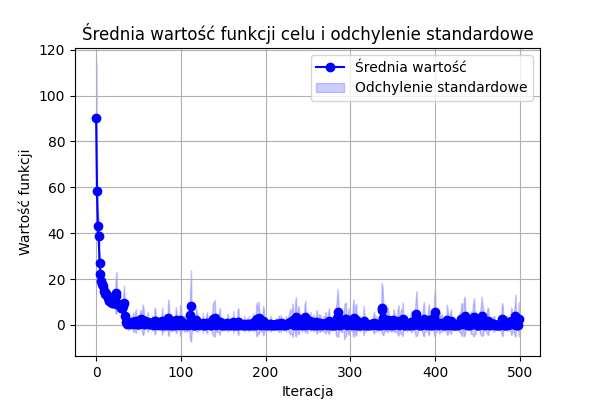 Średnia wartość funkcji celu i odchylenie standardowe
120
100
80
60
40
20
0
Wartość funkcji
Średnia wartość
Odchylenie standardowe
0 100 200 300 400 500
Iteracja